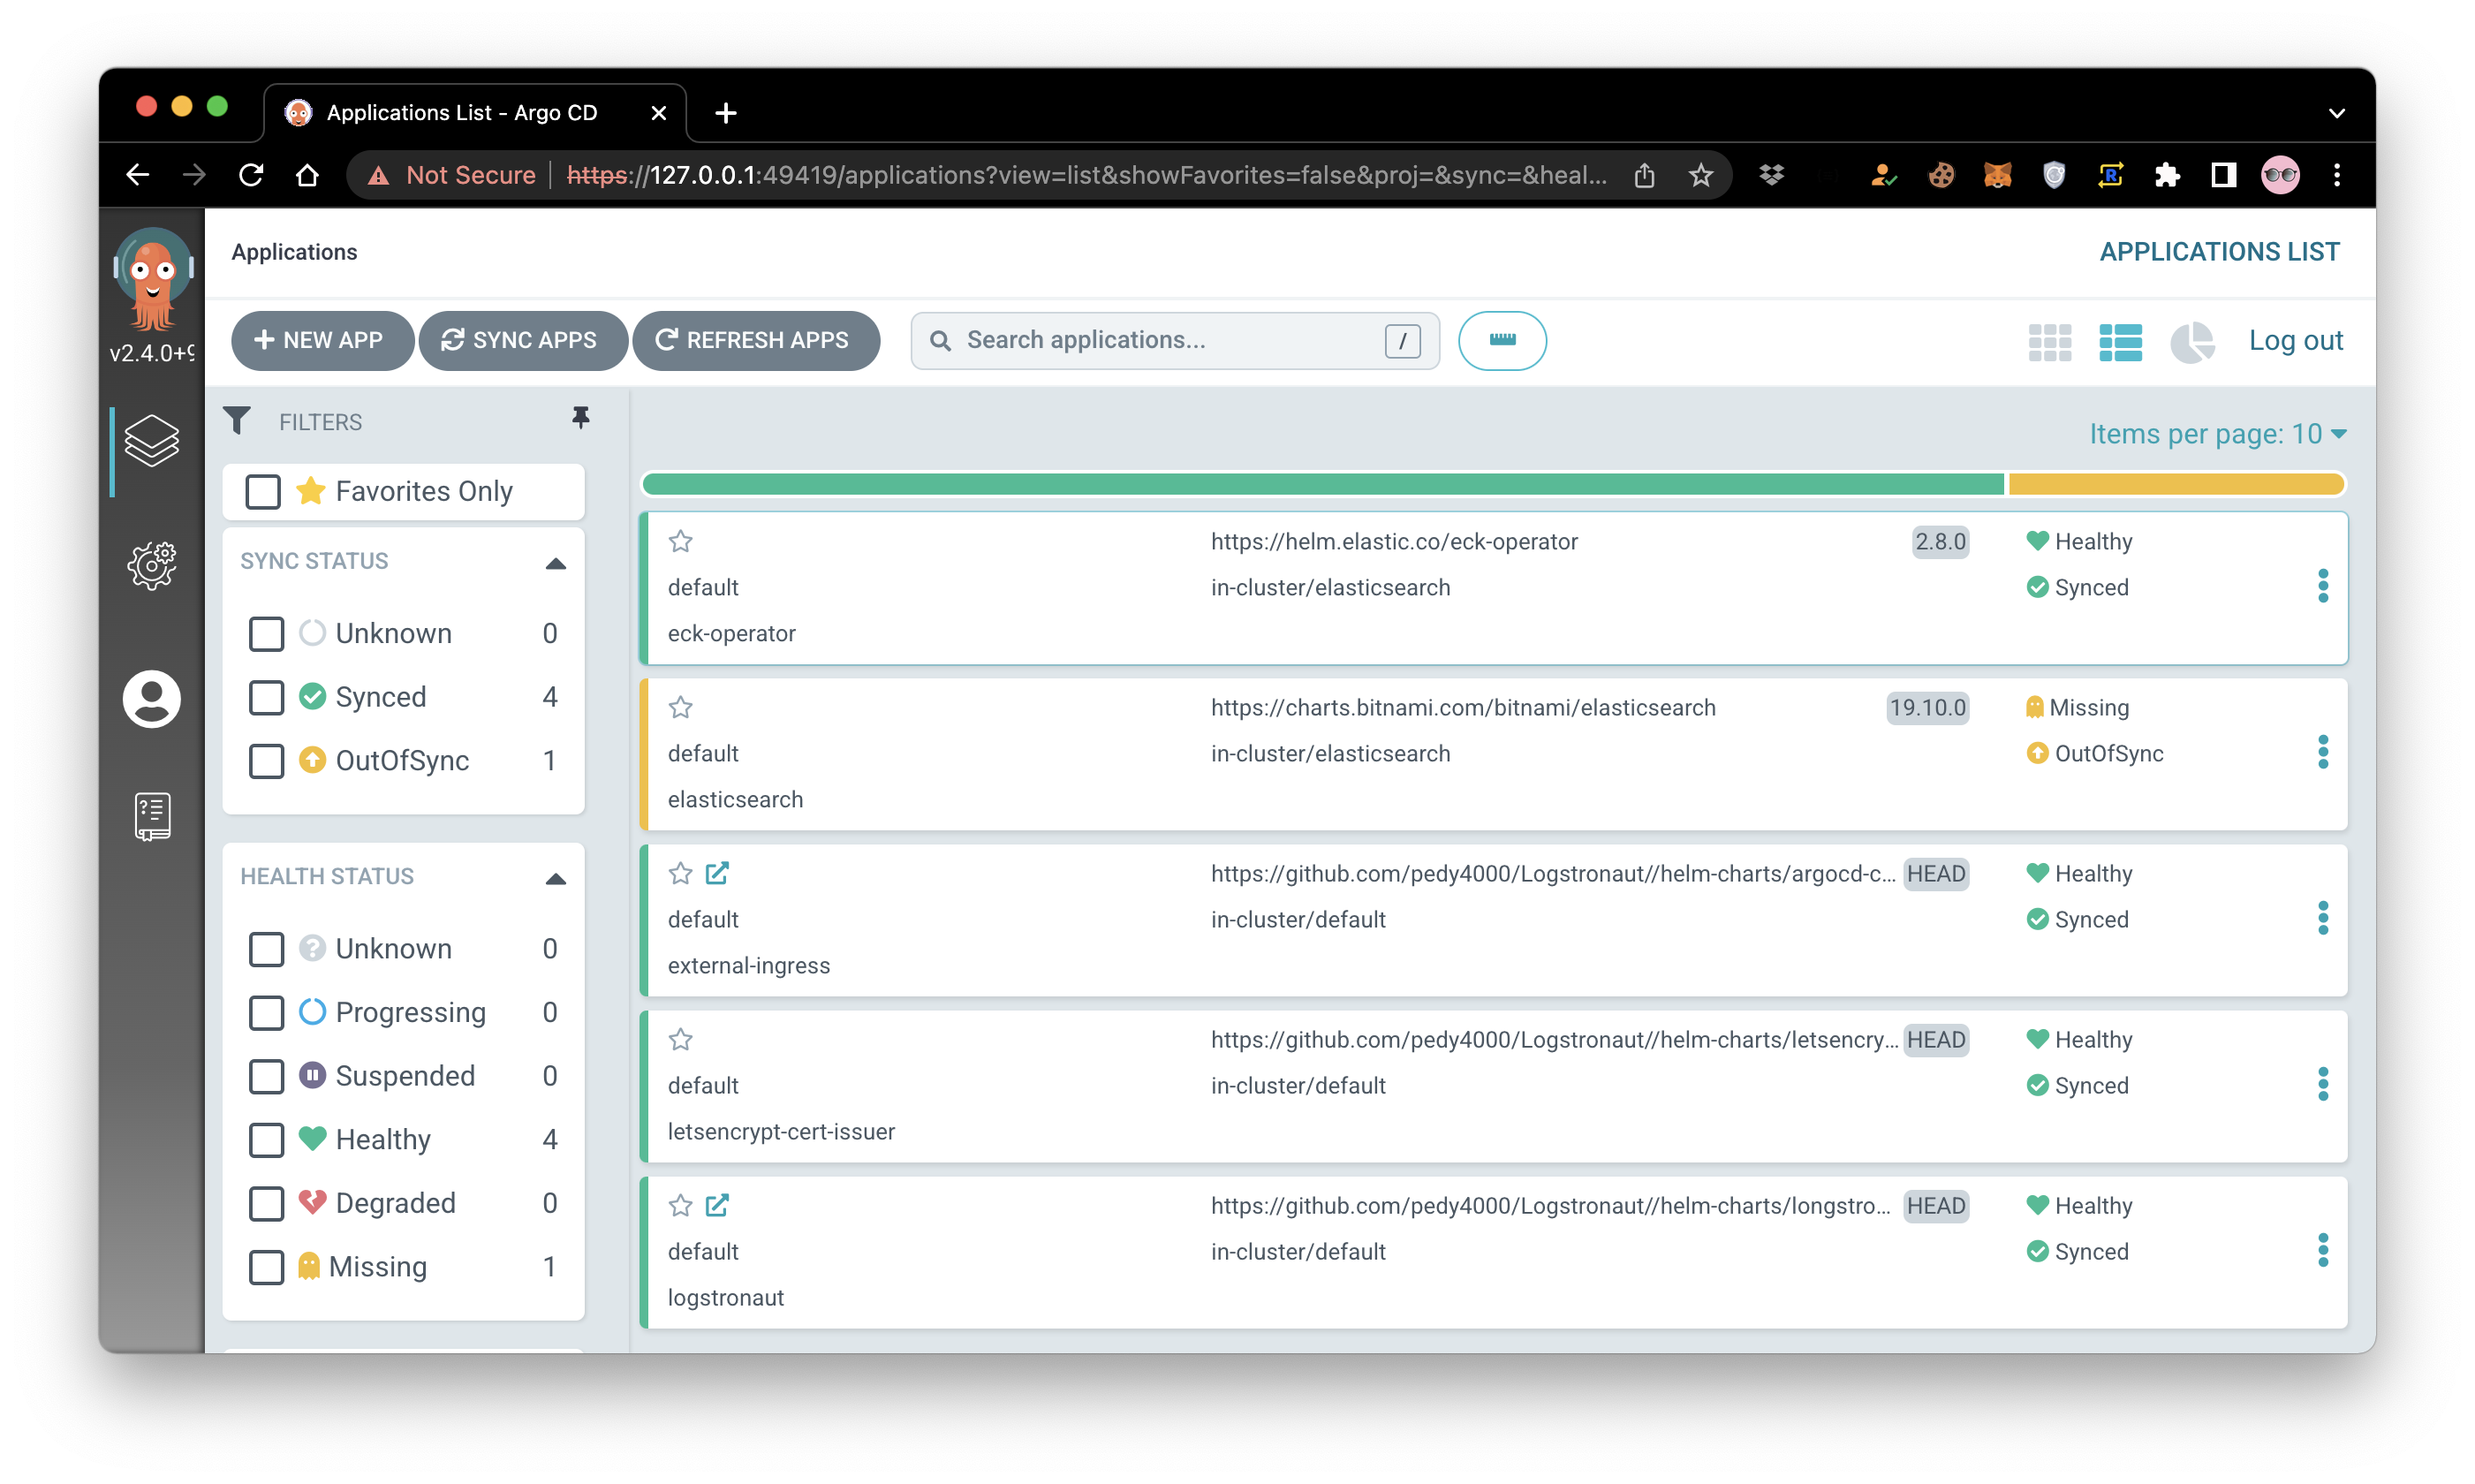 Applications List - Argo CD
Not Secure https://127.0.0.1:49419/applications?view=list&showFavorites=false&proj=&sync=&heal...
v2.4.0+9
Applications
APPLICATIONS LIST
NEW APP
SYNC APPS
REFRESH APPS
Search applications...
/
Log out
FILTERS
Items per page: 10
Favorites Only
SYNC STATUS
Unknown 0
Synced 4
OutOfSync 1
HEALTH STATUS
Unknown 0
Progressing 0
Suspended 0
Healthy 4
Degraded 0
Missing 1
https://helm.elastic.co/eck-operator 2.8.0 Healthy
default in-cluster/elasticsearch Synced
eck-operator
https://charts.bitnami.com/bitnami/elasticsearch 19.10.0 Missing
default in-cluster/elasticsearch OutOfSync
elasticsearch
https://github.com/pedy4000/Logstronaut//helm-charts/argocd-c... HEAD Healthy
default in-cluster/default Synced
external-ingress
https://github.com/pedy4000/Logstronaut//helm-charts/letsencry... HEAD Healthy
default in-cluster/default Synced
letsencrypt-cert-issuer
https://github.com/pedy4000/Logstronaut//helm-charts/longstro... HEAD Healthy
default in-cluster/default Synced
logstronaut